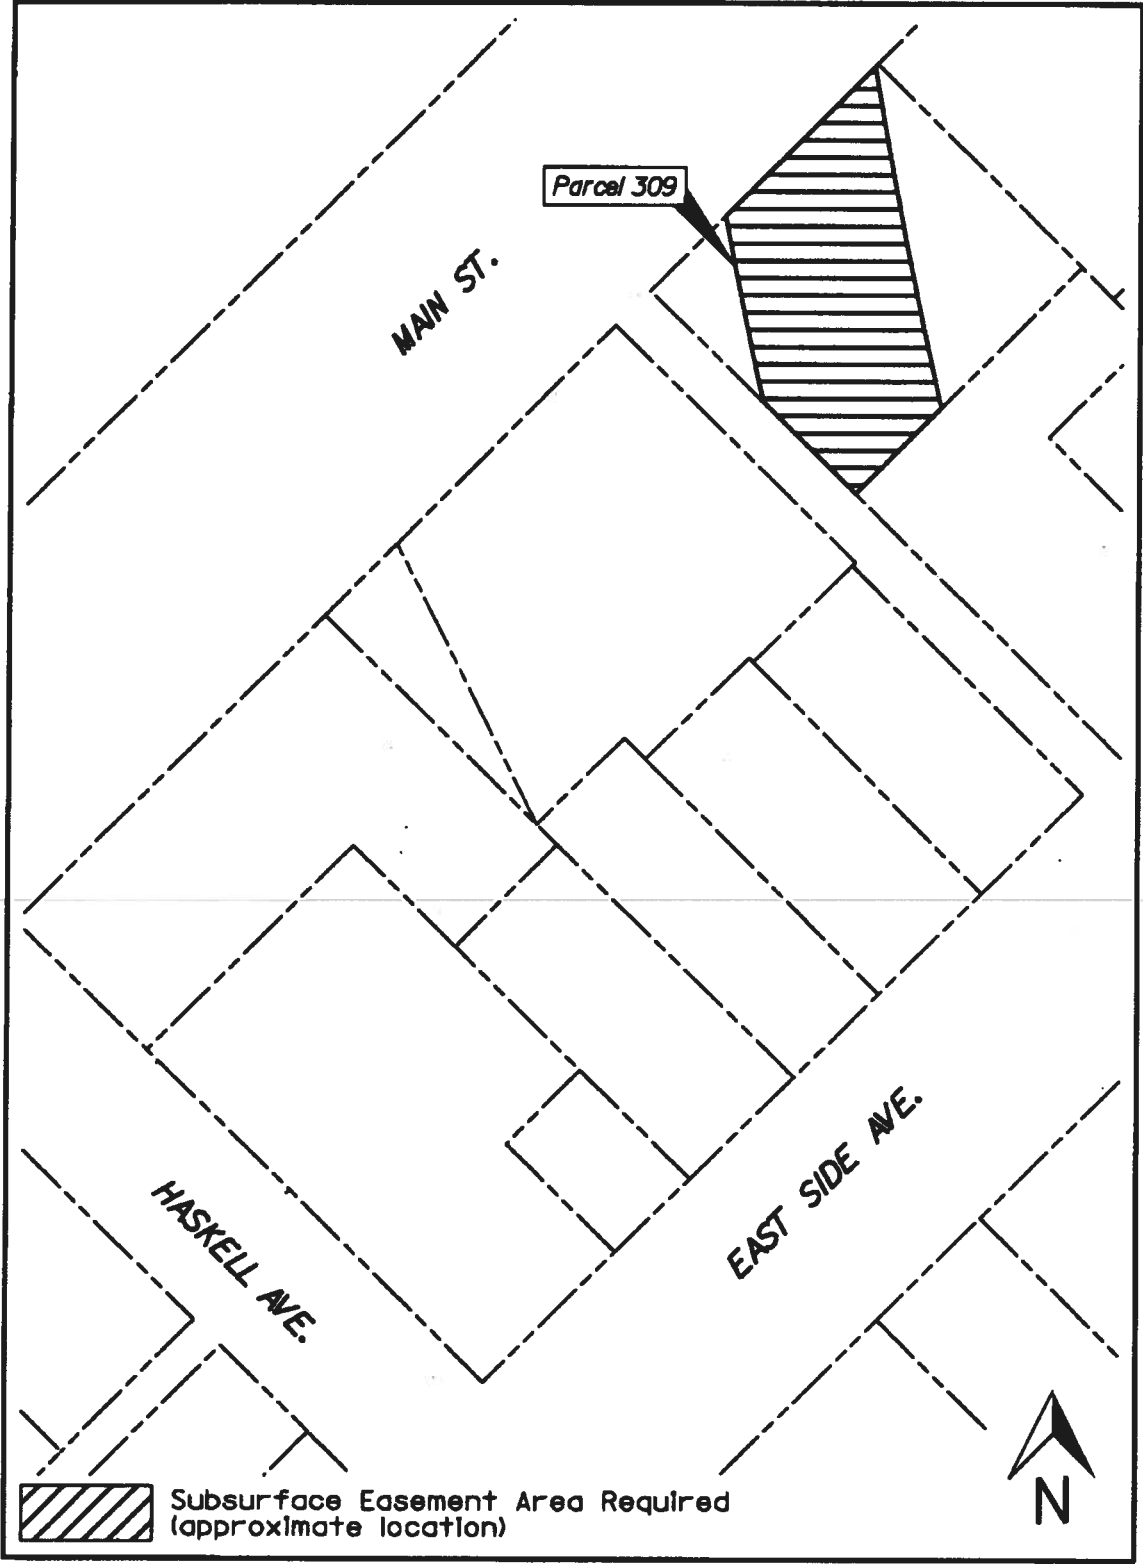 Parcel 309
MAIN ST.
EAST SIDE AVE.
HASKELL AVE.
Subsurface Easement Area Required
(approximate location)
N